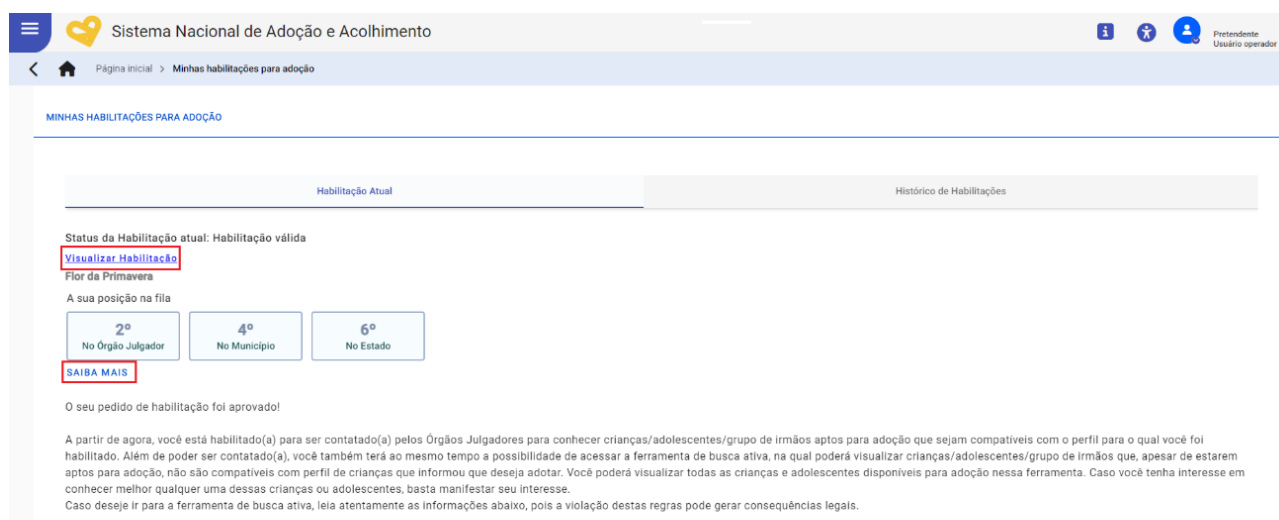 Sistema Nacional de Adoção e Acolhimento
Pretendente
Usuário operador
Página inicial > Minhas habilitações para adoção
MINHAS HABILITAÇÕES PARA ADOÇÃO
Habilitação Atual
Histórico de Habilitações
Status da Habilitação atual: Habilitação válida
Visualizar Habilitação
Flor da Primavera
A sua posição na fila
2º
No Órgão Julgador
4º
No Município
6º
No Estado
SAIBA MAIS
O seu pedido de habilitação foi aprovado!
A partir de agora, você está habilitado(a) para ser contatado(a) pelos Órgãos Julgadores para conhecer crianças/adolescentes/grupo de irmãos aptos para adoção que sejam compatíveis com o perfil para o qual você foi
habilitado. Além de poder ser contatado(a), você também terá ao mesmo tempo a possibilidade de acessar a ferramenta de busca ativa, na qual poderá visualizar crianças/adolescentes/grupo de irmãos que, apesar de estarem
aptos para adoção, não são compatíveis com perfil de crianças que informou que deseja adotar. Você poderá visualizar todas as crianças e adolescentes disponíveis para adoção nessa ferramenta. Caso você tenha interesse em
conhecer melhor qualquer uma dessas crianças ou adolescentes, basta manifestar seu interesse.
Caso deseje ir para a ferramenta de busca ativa, leia atentamente as informações abaixo, pois a violação destas regras pode gerar consequências legais.